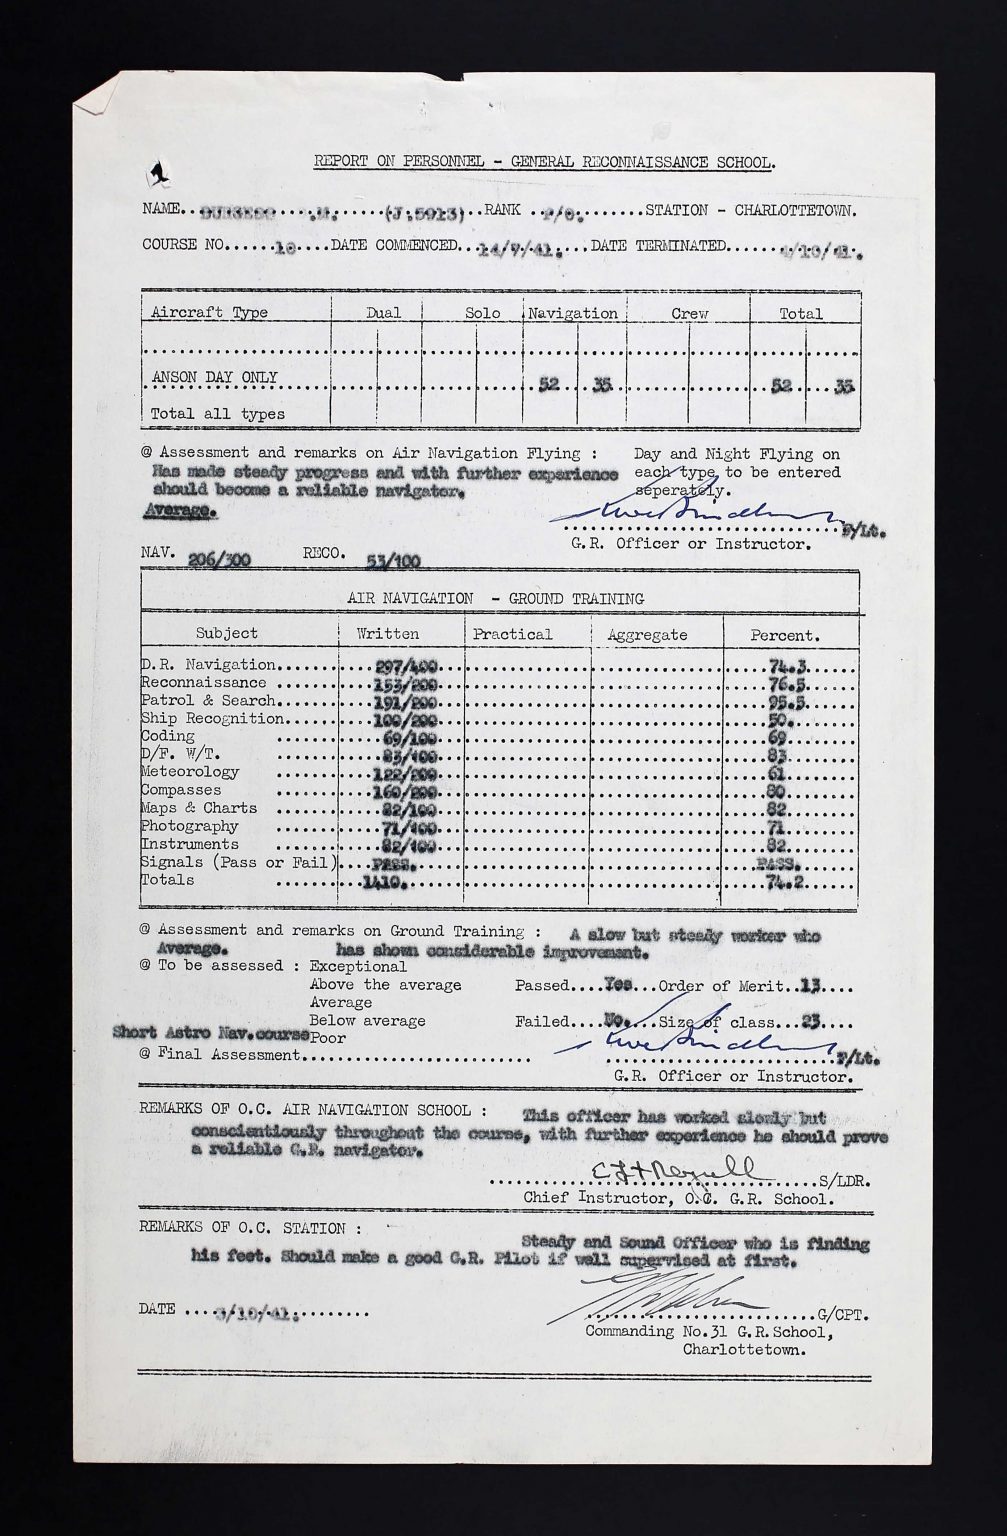 REPORT ON PERSONNEL - GENERAL RECONNAISSANCE SCHOOL.
NAME.. BURGESS .....M.......(J.5913)..RANK ..P/O........STATION - CHARLOTTETOWN.
COURSE NO......10....DATE COMMENCED...14/7/41....DATE TERMINATED.......4/10/41.
Aircraft Type Dual Solo Navigation Crew Total
ANSON DAY ONLY 52 35 52 35
Total all types
@ Assessment and remarks on Air Navigation Flying : Day and Night Flying on
Has made steady progress and with further experience each type to be entered
should become a reliable navigator. seperately.
Average.
F/Lt.
G.R. Officer or Instructor.
NAV. 206/300 RECO. 53/100
AIR NAVIGATION - GROUND TRAINING
Subject Written Practical Aggregate Percent.
D.R. Navigation....... 297/400 74.3
Reconnaissance ....... 153/200 76.5
Patrol & Search....... 191/200 95.5
Ship Recognition...... 100/200 50.
Coding ........ 69/100 69
D/F. W/T. ........ 83/100 83
Meteorology ........ 122/200 61
Compasses ........ 160/200 80
Maps & Charts ........ 82/100 82
Photography ........ 71/100 71
Instruments ........ 82/100 82
Signals (Pass or Fail) PASS. PASS.
Totals ........ 1410. 74.2
@ Assessment and remarks on Ground Training : A slow but steady worker who
Average. has shown considerable improvement.
@ To be assessed : Exceptional
Above the average Passed....Yes...Order of Merit..13....
Average
Below average Failed....No....Size of class...23....
Short Astro Nav.course Poor
@ Final Assessment............................ F/Lt.
G.R. Officer or Instructor.
REMARKS OF O.C. AIR NAVIGATION SCHOOL : This officer has worked slowly but
conscientiously throughout the course, with further experience he should prove
a reliable G.R. navigator.
S/LDR.
Chief Instructor, O.C. G.R. School.
REMARKS OF O.C. STATION :
Steady and Sound Officer who is finding
his feet. Should make a good G.R. Pilot if well supervised at first.
DATE ....3/10/41.......... G/CPT.
Commanding No.31 G.R.School,
Charlottetown.